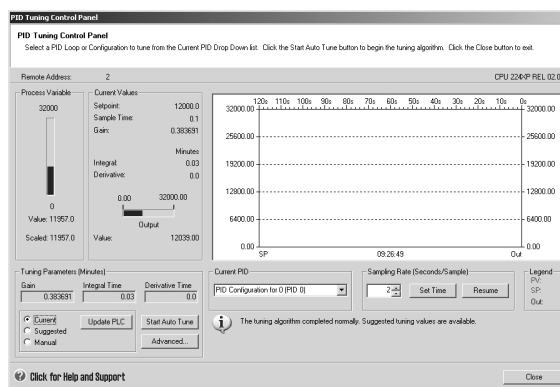 PID Tuning Control Panel
PID Tuning Control Panel
Select a PID Loop or Configuration to tune from the Current PID Drop Down list. Click the Start Auto Tune button to begin the tuning algorithm. Click the Close button to exit.
Remote Address: 2 CPU 224XP REL 02.0
Process Variable
32000
0
Value: 11957.0
Scaled: 11957.0
Current Values
Setpoint: 12000.0
Sample Time: 0.1
Gain: 0.383691
Minutes
Integral: 0.03
Derivative: 0.0
0.00 32000.00
Output
Value: 12039.00
120s 110s 100s 90s 80s 70s 60s 50s 40s 30s 20s 10s 0s
32000.00 32000.00
25600.00 25600.00
19200.00 19200.00
12800.00 12800.00
6400.00 6400.00
0.00 0.00
SP 09:26:49 Out
Tuning Parameters (Minutes)
Gain Integral Time Derivative Time
0.383691 0.03 0.0
Current
Suggested
Manual
Update PLC
Start Auto Tune
Advanced...
Current PID
PID Configuration for 0 (PID 0)
Sampling Rate (Seconds/Sample)
2 Set Time Resume
Legend
PV:
SP:
Out:
The tuning algorithm completed normally. Suggested tuning values are available.
Click for Help and Support
Close